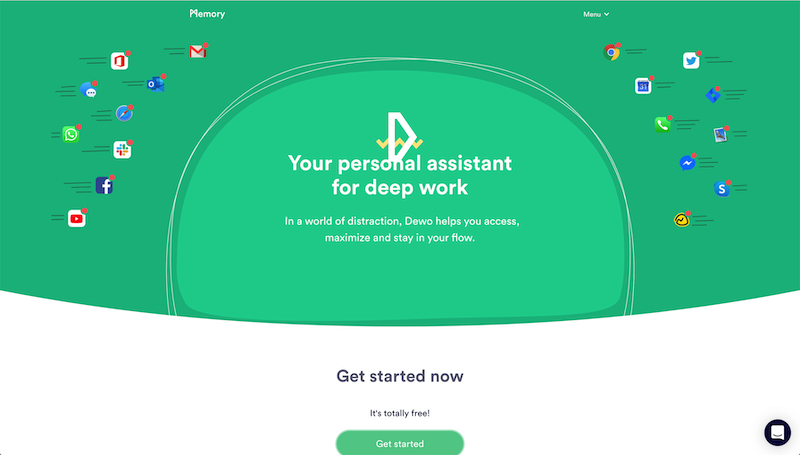 Memory
Menu
Your personal assistant
for deep work
In a world of distraction, Dewo helps you access,
maximize and stay in your flow.
31
Get started now
It's totally free!
Get started